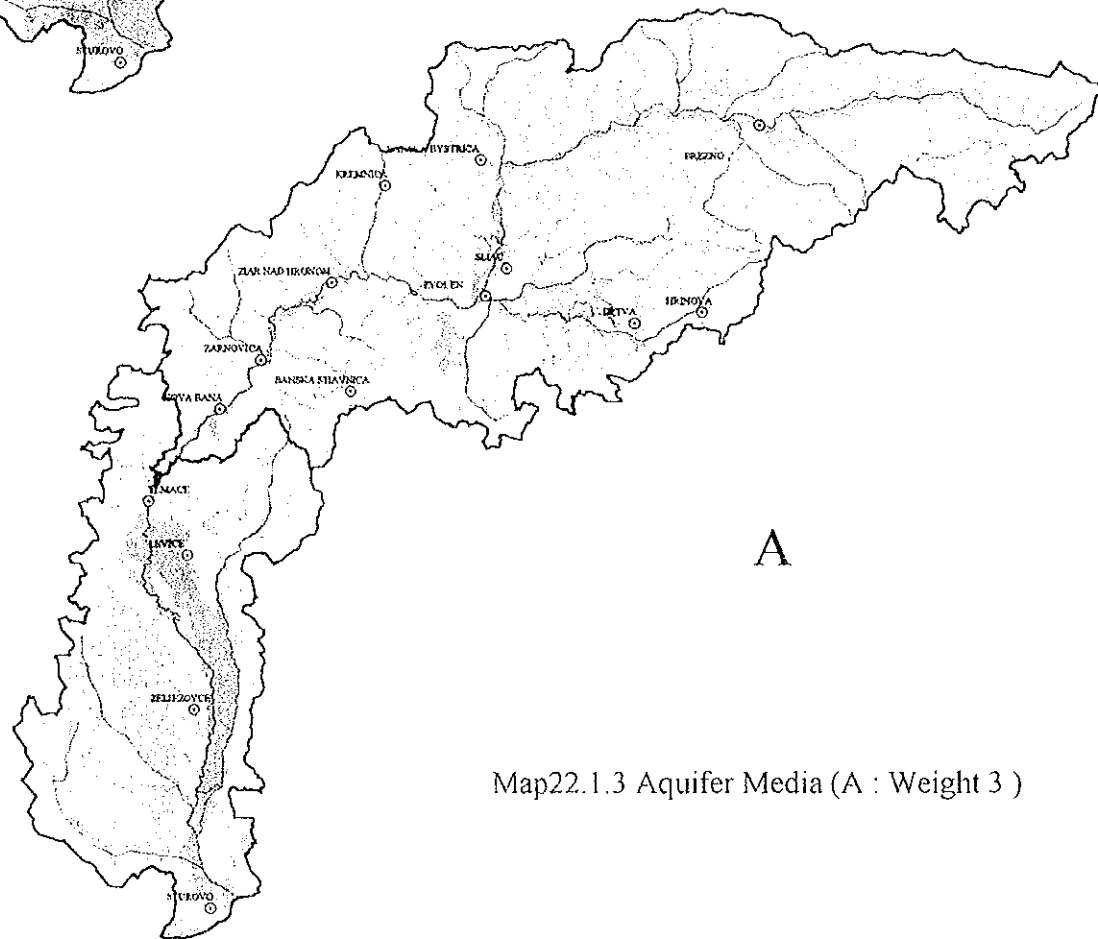 STUROVO
BYSTRICA
KREMNICA
BREZNO
SLIAC
ZIAR NAD HRONOM
ZVOLEN
DETVA
HRINOVA
ZARNOVICA
BANSKA STIAVNICA
NOVA BANA
TLMACE
LEVICE
A
ZELIEZOVCE
Map22.1.3 Aquifer Media (A : Weight 3 )
STUROVO